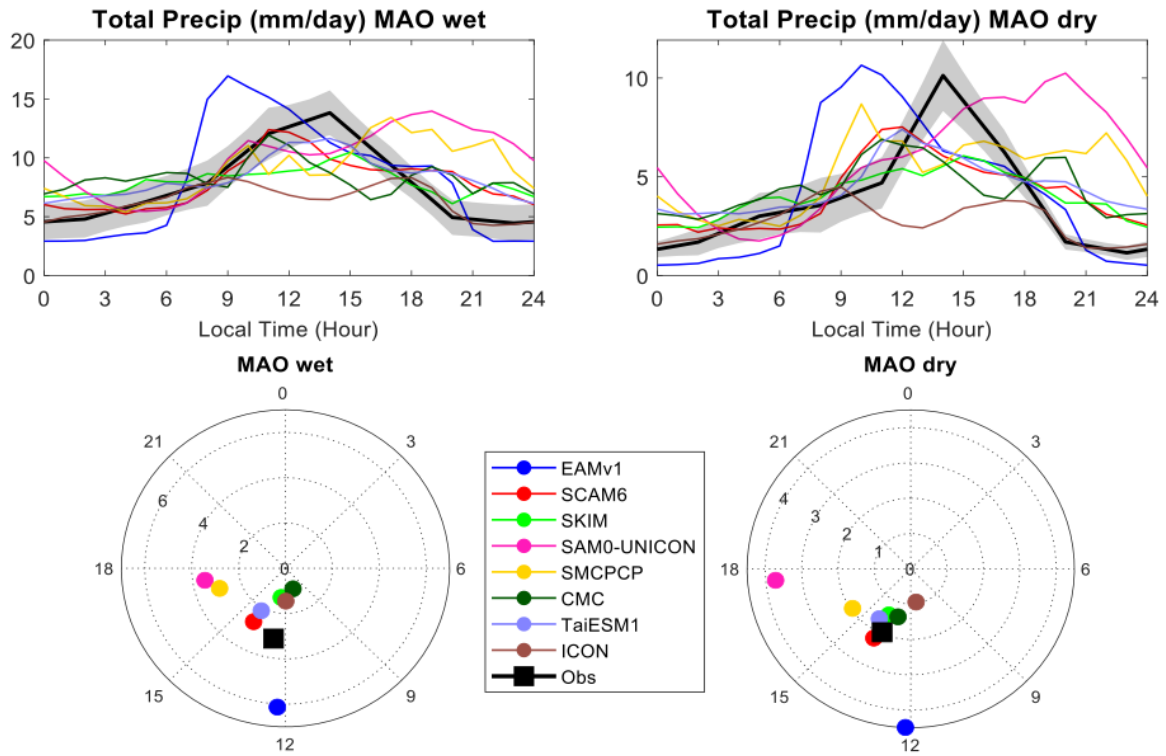 Total Precip (mm/day) MAO wet
20
15
10
5
0
0 3 6 9 12 15 18 21 24
Local Time (Hour)
Total Precip (mm/day) MAO dry
10
5
0
0 3 6 9 12 15 18 21 24
Local Time (Hour)
MAO wet
0
21 3
6
4
2
18 0 6
15 9
12
EAMv1
SCAM6
SKIM
SAM0-UNICON
SMCPCP
CMC
TaiESM1
ICON
Obs
MAO dry
0
21 3
4
3
2
1
18 0 6
15 9
12